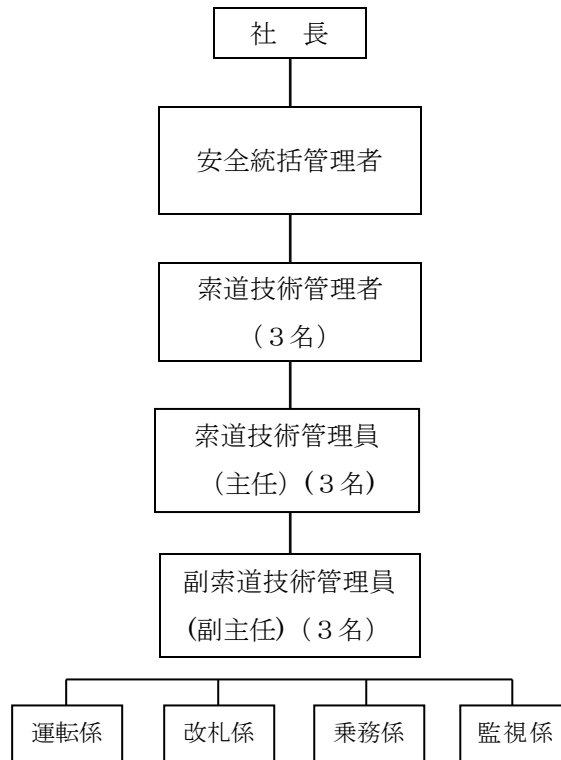 社　長
安全統括管理者
索道技術管理者
（３名）
索道技術管理員
（主任）(３名)
副索道技術管理員
(副主任)（３名）
運転係
改札係
乗務係
監視係